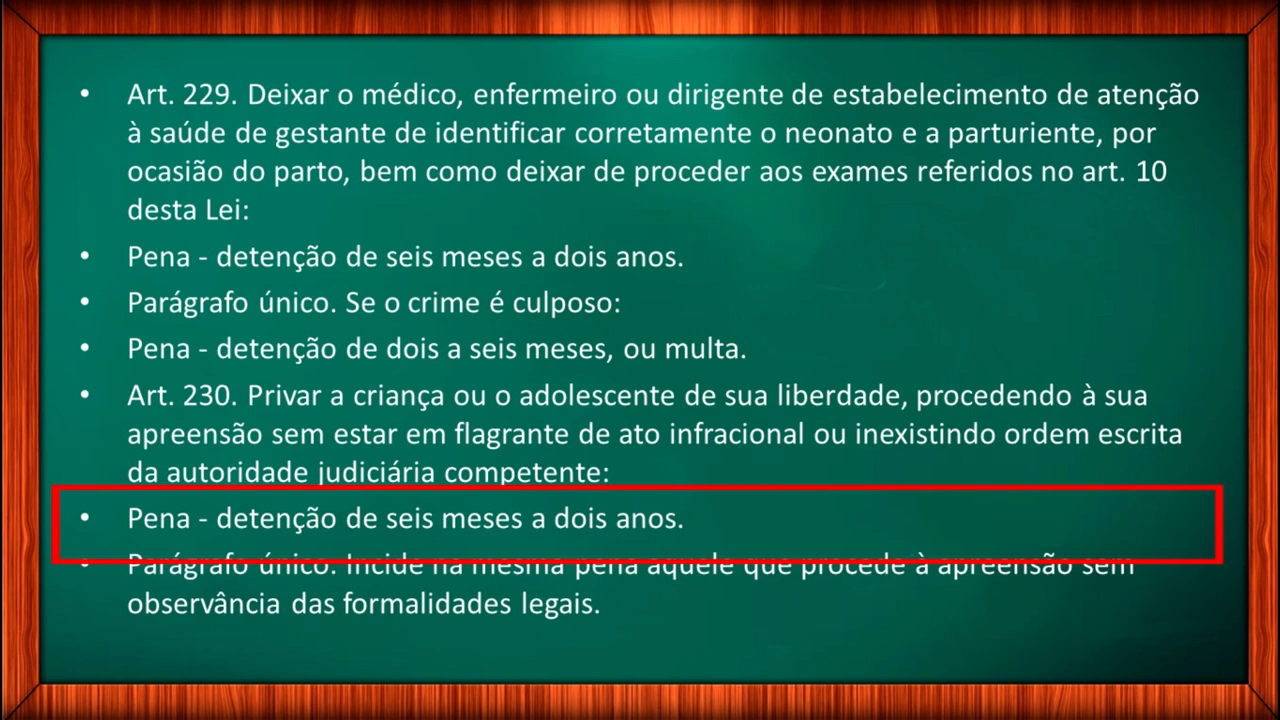 • Art. 229. Deixar o médico, enfermeiro ou dirigente de estabelecimento de atenção
à saúde de gestante de identificar corretamente o neonato e a parturiente, por
ocasião do parto, bem como deixar de proceder aos exames referidos no art. 10
desta Lei:
• Pena - detenção de seis meses a dois anos.
• Parágrafo único. Se o crime é culposo:
• Pena - detenção de dois a seis meses, ou multa.
• Art. 230. Privar a criança ou o adolescente de sua liberdade, procedendo à sua
apreensão sem estar em flagrante de ato infracional ou inexistindo ordem escrita
da autoridade judiciária competente:
• Pena - detenção de seis meses a dois anos.
• Parágrafo único. Incide na mesma pena aquele que procede à apreensão sem
observância das formalidades legais.